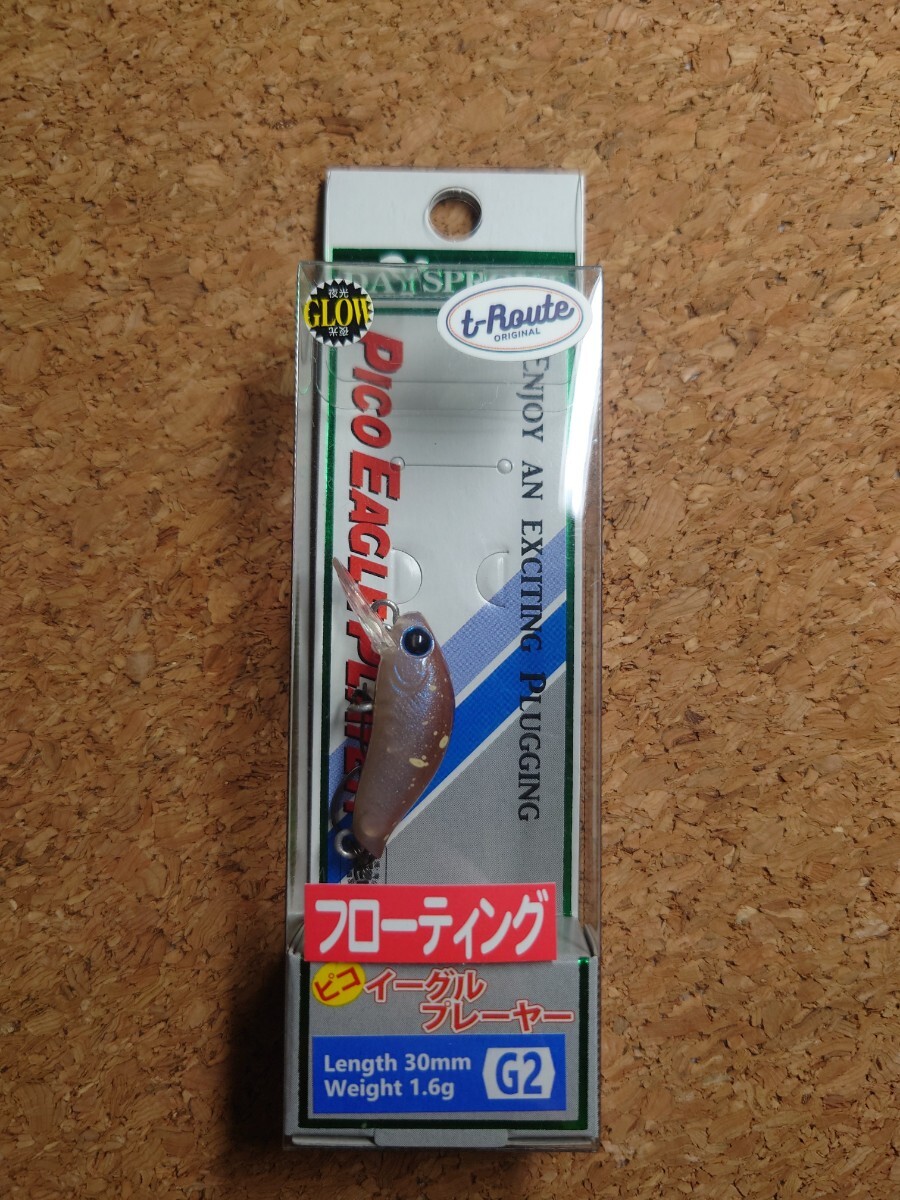 夜光
GLOW
夜光
t-Route
ORIGINAL
PICO EAGLE PLAYER
ENJOY AN EXCITING PLUGGING
フローティング
ピコ
イーグル
プレーヤー
Length 30mm
Weight 1.6g
G2